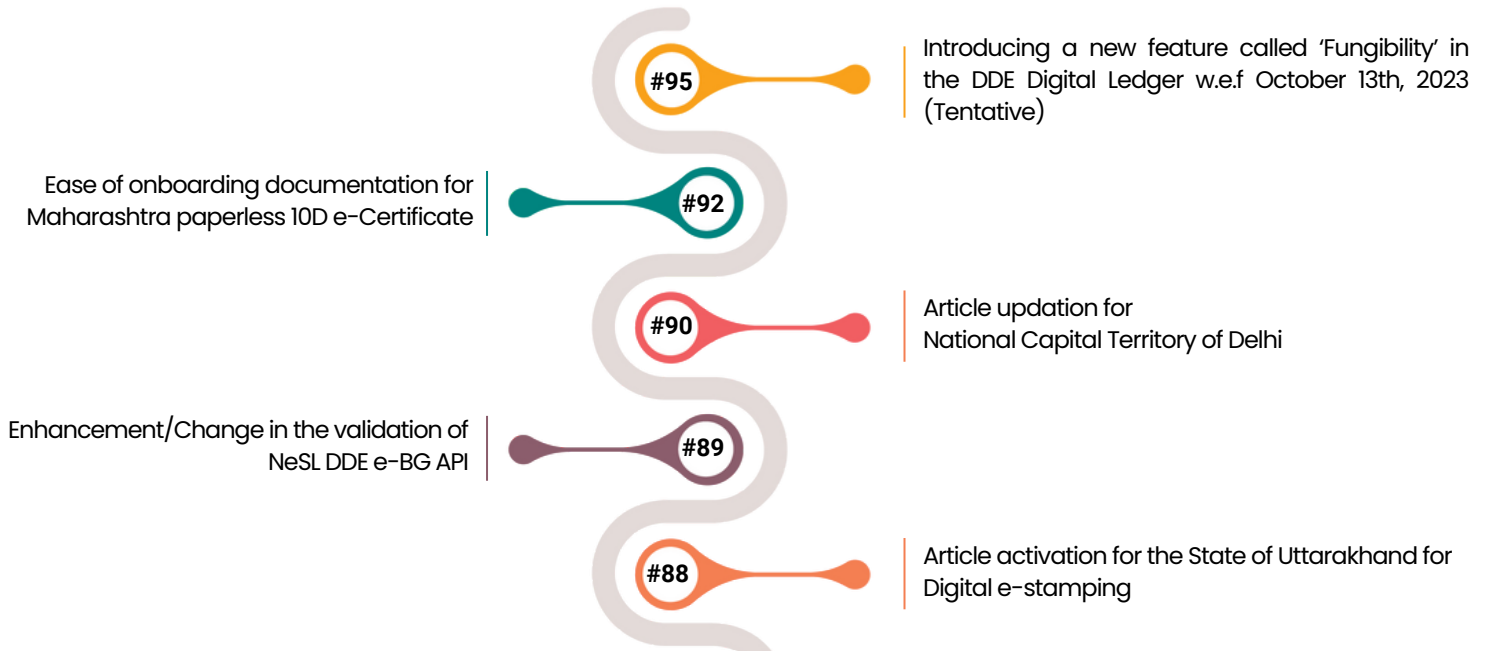 #95
Introducing a new feature called ‘Fungibility’ in
the DDE Digital Ledger w.e.f October 13th, 2023
(Tentative)
Ease of onboarding documentation for
Maharashtra paperless 10D e-Certificate
#92
#90
Article updation for
National Capital Territory of Delhi
Enhancement/Change in the validation of
NeSL DDE e-BG API
#89
#88
Article activation for the State of Uttarakhand for
Digital e-stamping